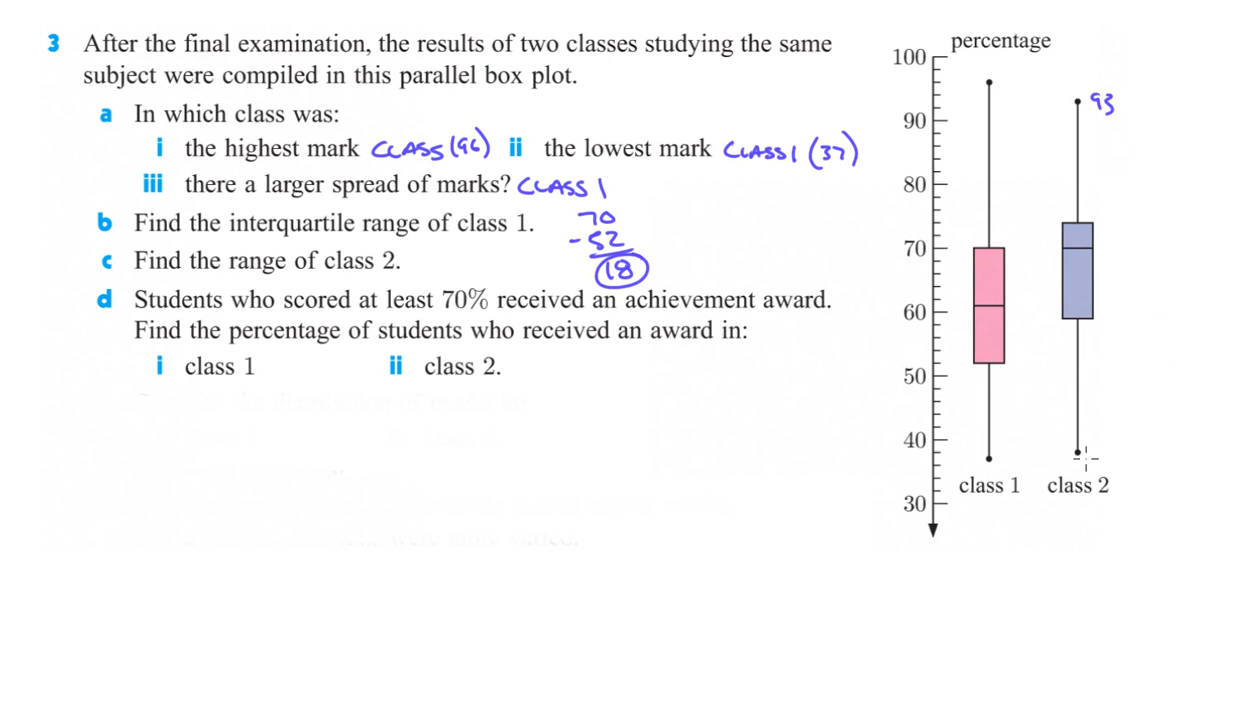 3 After the final examination, the results of two classes studying the same
subject were compiled in this parallel box plot.
a In which class was:
i the highest mark CLASS (96) ii the lowest mark CLASS 1 (37)
iii there a larger spread of marks? CLASS 1
b Find the interquartile range of class 1.
70
- 52
18
c Find the range of class 2.
d Students who scored at least 70% received an achievement award.
Find the percentage of students who received an award in:
i class 1 ii class 2.
were more varied.
percentage
100
93
90
80
70
60
50
40
30
class 1 class 2